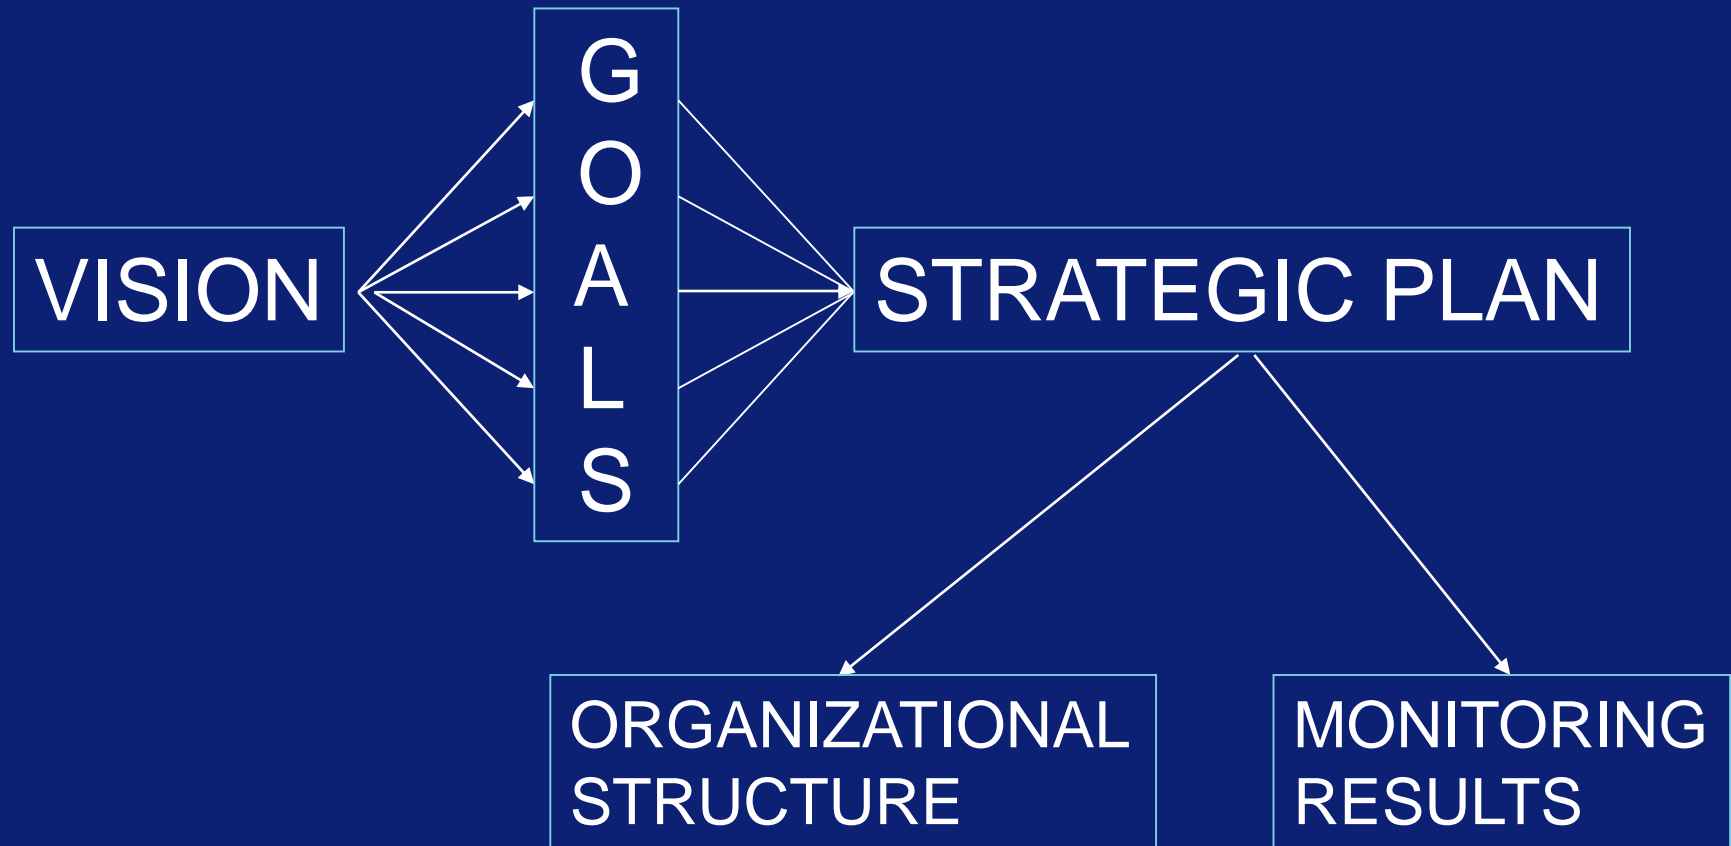 VISION
G
O
A
L
S
STRATEGIC PLAN
ORGANIZATIONAL
STRUCTURE
MONITORING
RESULTS